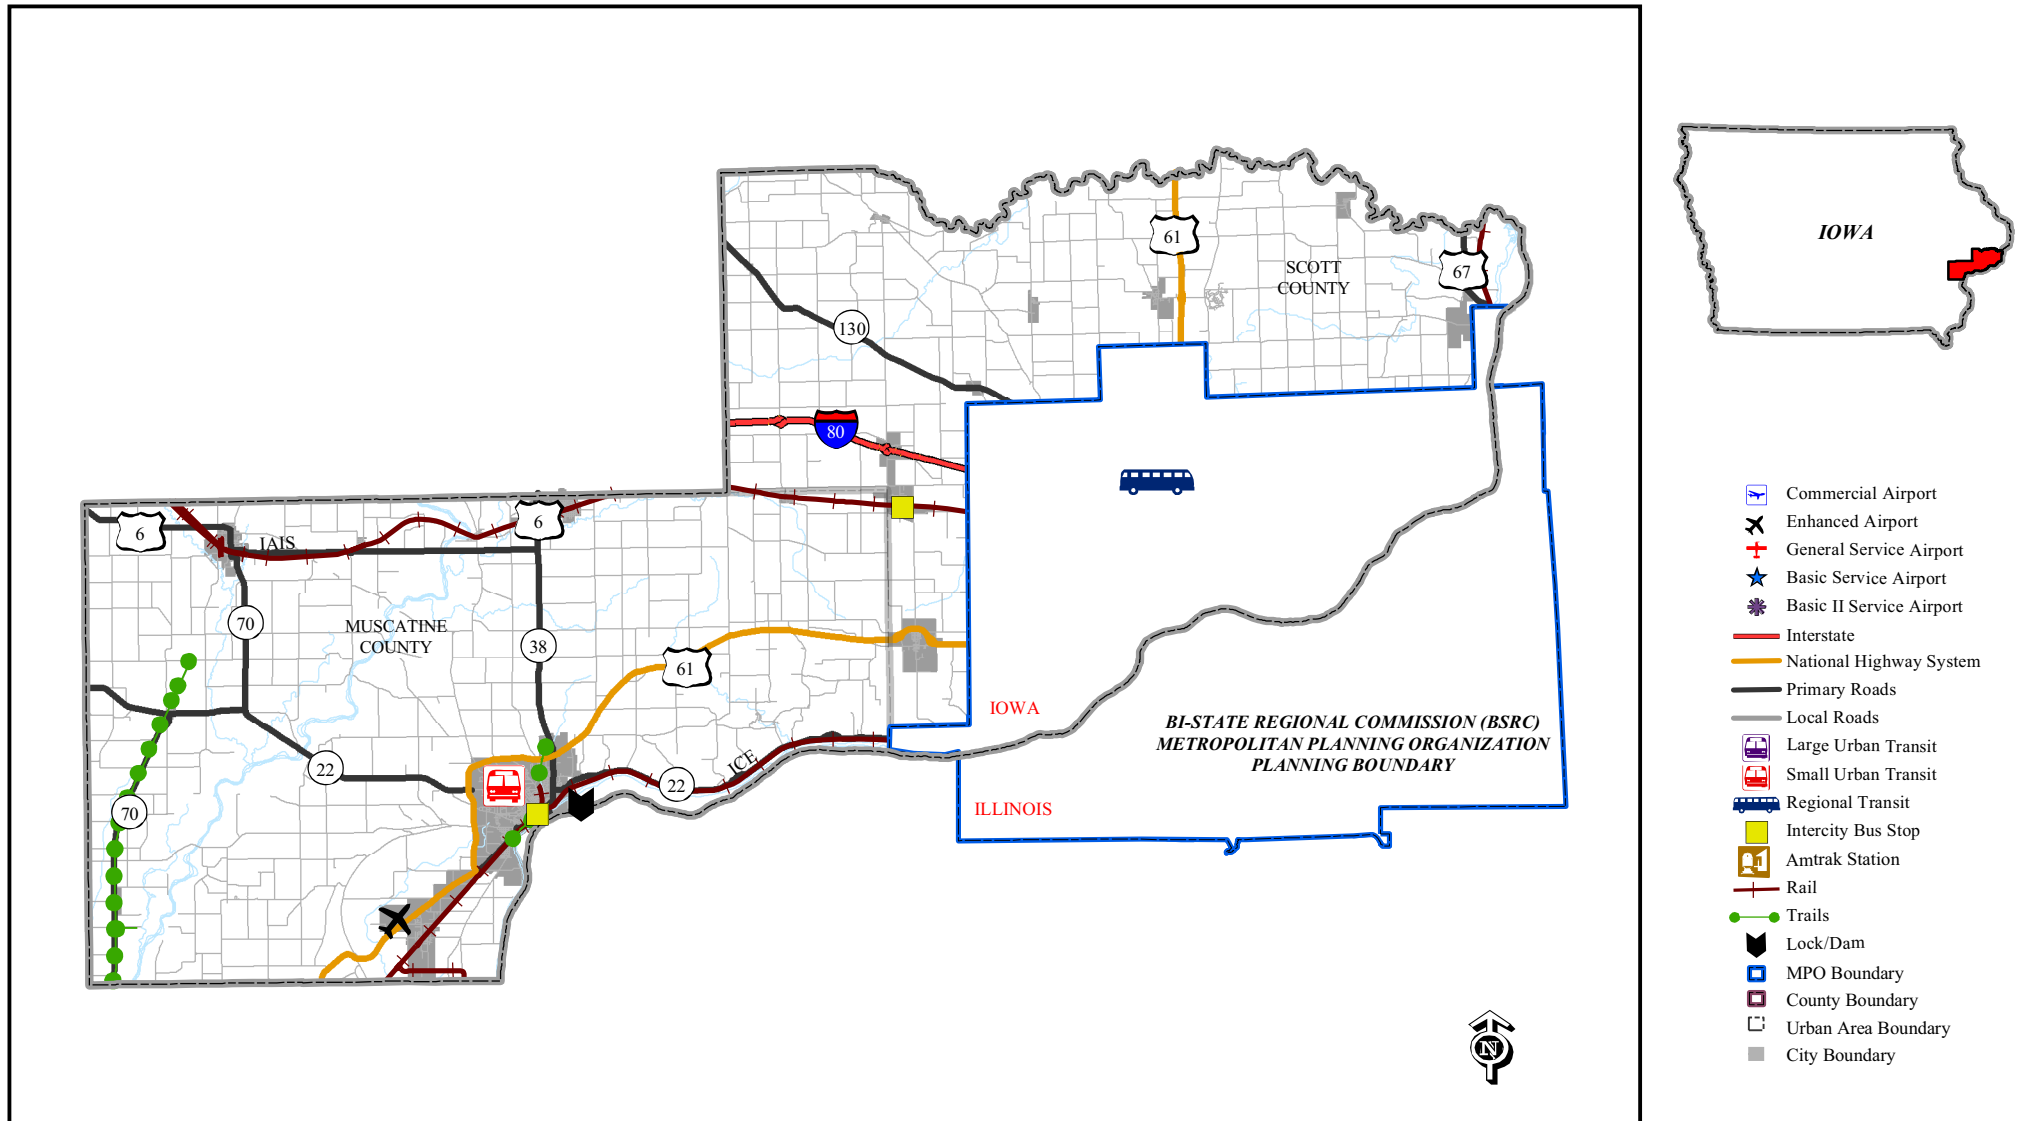 IOWA
61
SCOTT
COUNTY
67
130
80
6
6
IAIS
70
MUSCATINE
COUNTY
38
61
IOWA
BI-STATE REGIONAL COMMISSION (BSRC)
METROPOLITAN PLANNING ORGANIZATION
PLANNING BOUNDARY
22
ICE
22
70
ILLINOIS
N
Commercial Airport
Enhanced Airport
General Service Airport
Basic Service Airport
Basic II Service Airport
Interstate
National Highway System
Primary Roads
Local Roads
Large Urban Transit
Small Urban Transit
Regional Transit
Intercity Bus Stop
Amtrak Station
Rail
Trails
Lock/Dam
MPO Boundary
County Boundary
Urban Area Boundary
City Boundary